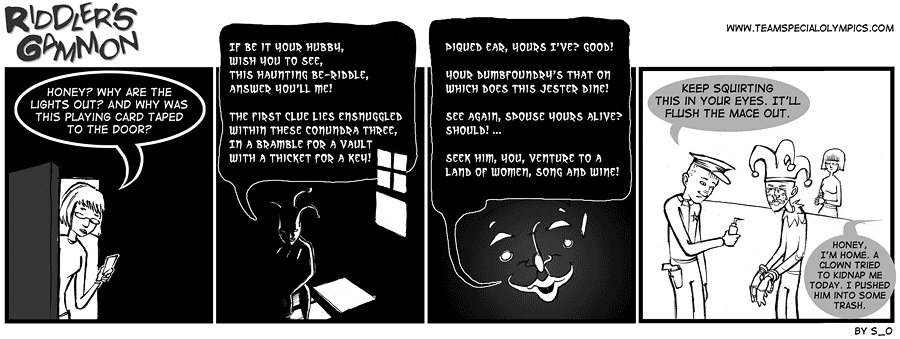 RIDDLER'S
GAMMON
WWW.TEAMSPECIALOLYMPICS.COM
HONEY? WHY ARE THE
LIGHTS OUT? AND WHY WAS
THIS PLAYING CARD TAPED
TO THE DOOR?
IF BE IT YOUR HUBBY,
WISH YOU TO SEE,
THIS HAUNTING BE-RIDDLE,
ANSWER YOU'LL ME!
THE FIRST CLUE LIES ENSNUGGLED
WITHIN THESE CONUNDRA THREE,
IN A BRAMBLE FOR A VAULT
WITH A THICKET FOR A KEY!
PIQUED EAR, YOURS I'VE? GOOD!
YOUR DUMBFOUNDRY'S THAT ON
WHICH DOES THIS JESTER DINE!
SEE AGAIN, SPOUSE YOURS ALIVE?
SHOULD! ...
SEEK HIM, YOU, VENTURE TO A
LAND OF WOMEN, SONG AND WINE!
KEEP SQUIRTING
THIS IN YOUR EYES. IT'LL
FLUSH THE MACE OUT.
HONEY,
I'M HOME. A
CLOWN TRIED
TO KIDNAP ME
TODAY. I PUSHED
HIM INTO SOME
TRASH.
BY S_O